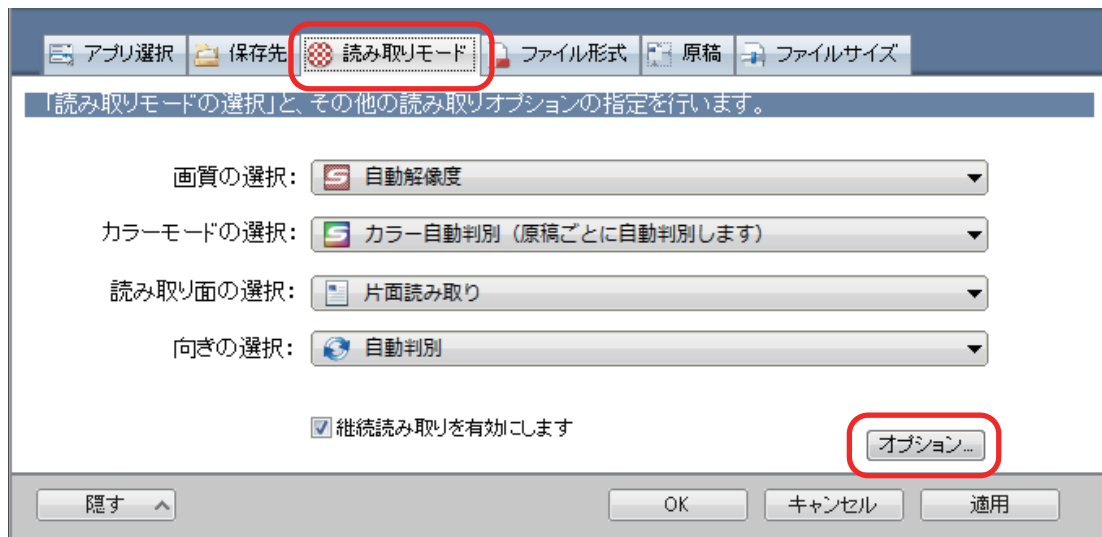 アプリ選択 保存先 読み取りモード ファイル形式 原稿 ファイルサイズ
「読み取りモードの選択」と、その他の読み取りオプションの指定を行います。
画質の選択: 自動解像度
カラーモードの選択: カラー自動判別（原稿ごとに自動判別します）
読み取り面の選択: 片面読み取り
向きの選択: 自動判別
継続読み取りを有効にします
オプション...
隠す OK キャンセル 適用